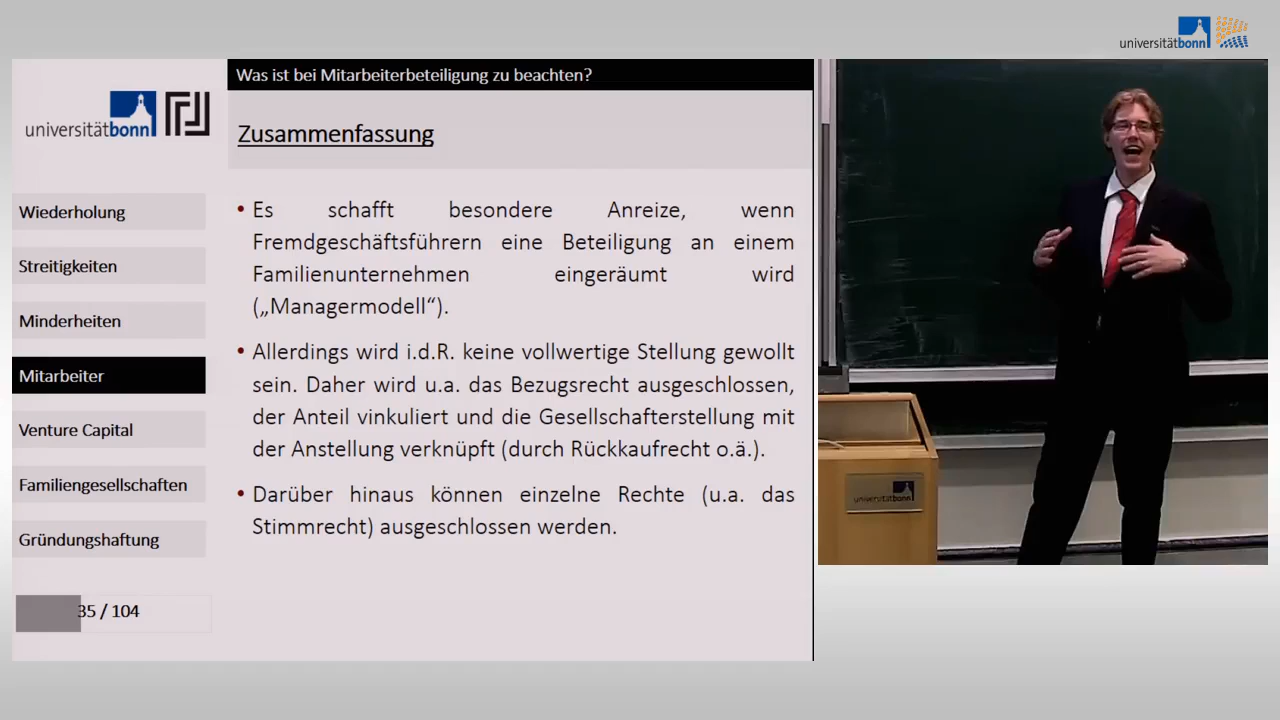 universitätbonn
Was ist bei Mitarbeiterbeteiligung zu beachten?
universitätbonn
Zusammenfassung
Wiederholung
Streitigkeiten
Minderheiten
Mitarbeiter
Venture Capital
Familiengesellschaften
Gründungshaftung
35 / 104
• Es schafft besondere Anreize, wenn
Fremdgeschäftsführern eine Beteiligung an einem
Familienunternehmen eingeräumt wird
(„Managermodell“).
• Allerdings wird i.d.R. keine vollwertige Stellung gewollt
sein. Daher wird u.a. das Bezugsrecht ausgeschlossen,
der Anteil vinkuliert und die Gesellschafterstellung mit
der Anstellung verknüpft (durch Rückkaufrecht o.ä.).
• Darüber hinaus können einzelne Rechte (u.a. das
Stimmrecht) ausgeschlossen werden.
universitätbonn